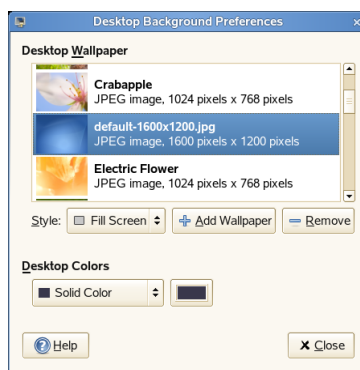 Desktop Background Preferences
Desktop Wallpaper
Crabapple
JPEG image, 1024 pixels x 768 pixels
default-1600x1200.jpg
JPEG image, 1600 pixels x 1200 pixels
Electric Flower
JPEG image, 1024 pixels x 768 pixels
Style: Fill Screen Add Wallpaper Remove
Desktop Colors
Solid Color
Help Close